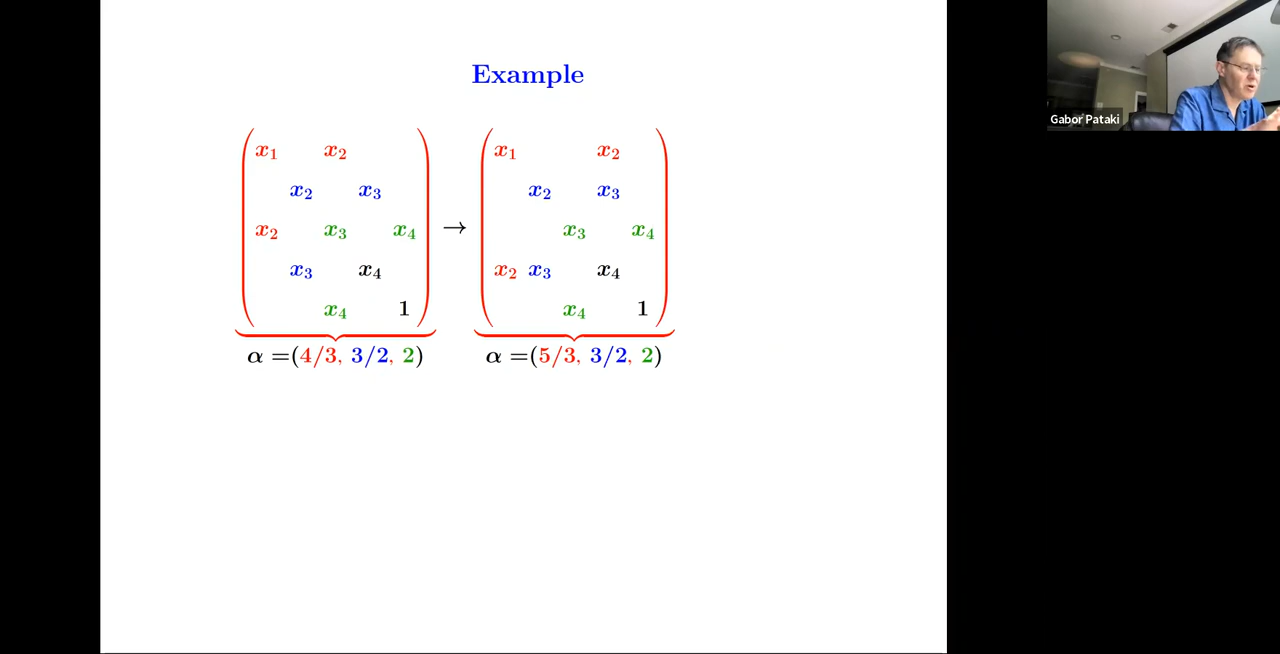 Example
x₁ x₂ x₁ x₂
x₂ x₃ x₂ x₃
x₂ x₃ x₄ → x₃ x₄
x₃ x₄ x₂ x₃ x₄
x₄ 1 x₄ 1
α =(4/3, 3/2, 2) α =(5/3, 3/2, 2)
Gabor Pataki